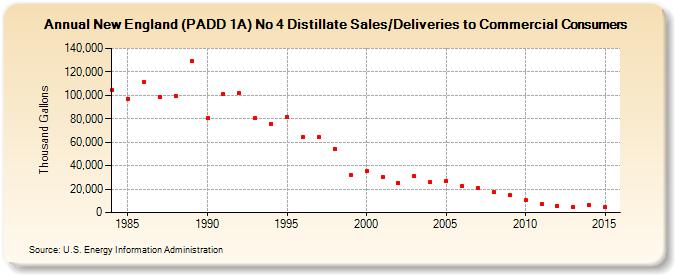 Annual New England (PADD 1A) No 4 Distillate Sales/Deliveries to Commercial Consumers
Thousand Gallons
140,000
120,000
100,000
80,000
60,000
40,000
20,000
0
1985 1990 1995 2000 2005 2010 2015
Source: U.S. Energy Information Administration